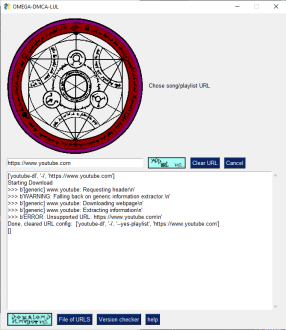 OMEGA-DMCA-LUL
Chose song/playlist URL
https://www.youtube.com
Clear URL
Cancel
['youtube-dl', '-i', 'https://www.youtube.com']
Starting Download
>>> b'[generic] www.youtube: Requesting header\n'
>>> b'WARNING: Falling back on generic information extractor.\n'
>>> b'[generic] www.youtube: Downloading webpage\n'
>>> b'[generic] www.youtube: Extracting information\n'
>>> b'ERROR: Unsupported URL: https://www.youtube.com\n'
Done, cleared URL config: ['youtube-dl', '-i', '--yes-playlist', 'https://www.youtube.com']
[]
File of URLS
Version checker
help